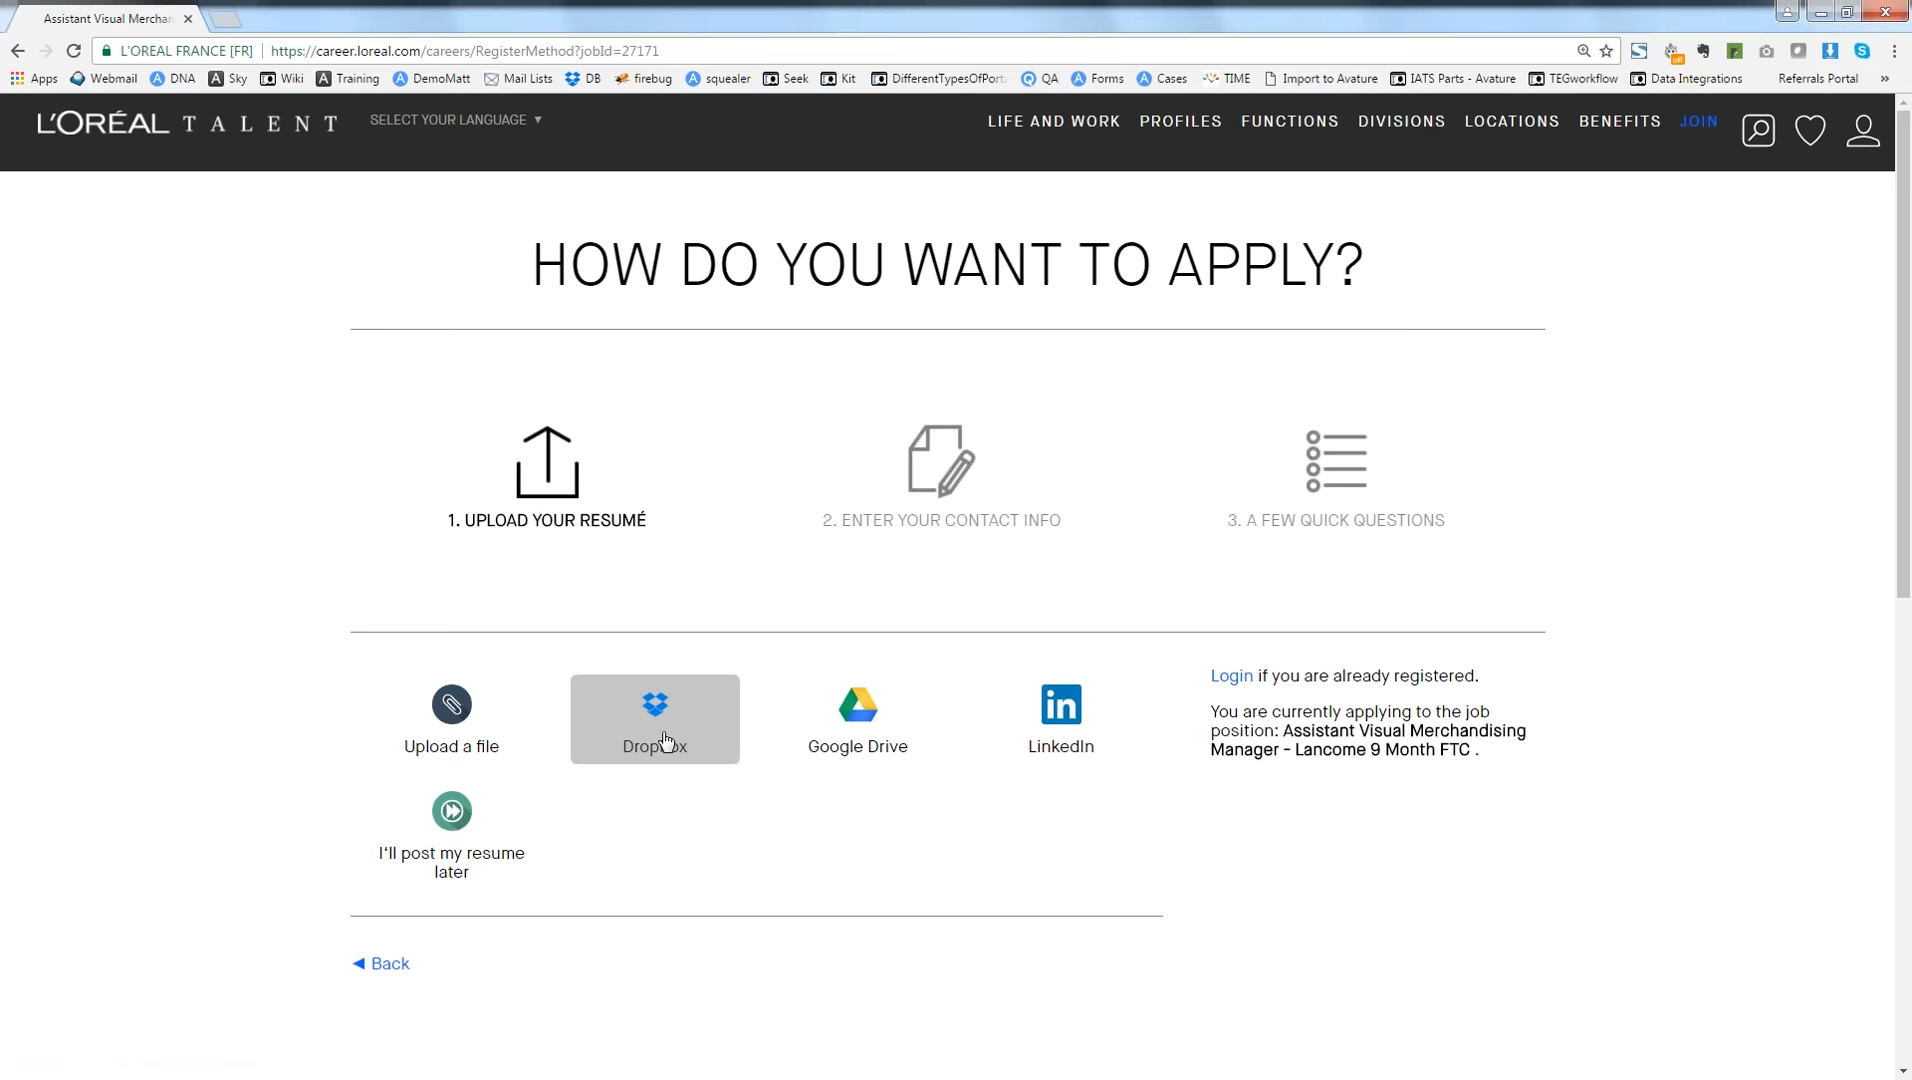 Assistant Visual Merchan
L'OREAL FRANCE [FR] https://career.loreal.com/careers/RegisterMethod?jobId=27171
Apps Webmail DNA Sky Wiki Training DemoMatt Mail Lists DB firebug squealer Seek Kit DifferentTypesOfPorta QA Forms Cases TIME Import to Avature IATS Parts - Avature TEGworkflow Data Integrations Referrals Portal »
L'ORÉAL TALENT SELECT YOUR LANGUAGE LIFE AND WORK PROFILES FUNCTIONS DIVISIONS LOCATIONS BENEFITS JOIN
HOW DO YOU WANT TO APPLY?
1. UPLOAD YOUR RESUMÉ 2. ENTER YOUR CONTACT INFO 3. A FEW QUICK QUESTIONS
Upload a file Dropbox Google Drive LinkedIn
I'll post my resume
later
Login if you are already registered.
You are currently applying to the job
position: Assistant Visual Merchandising
Manager - Lancome 9 Month FTC .
Back